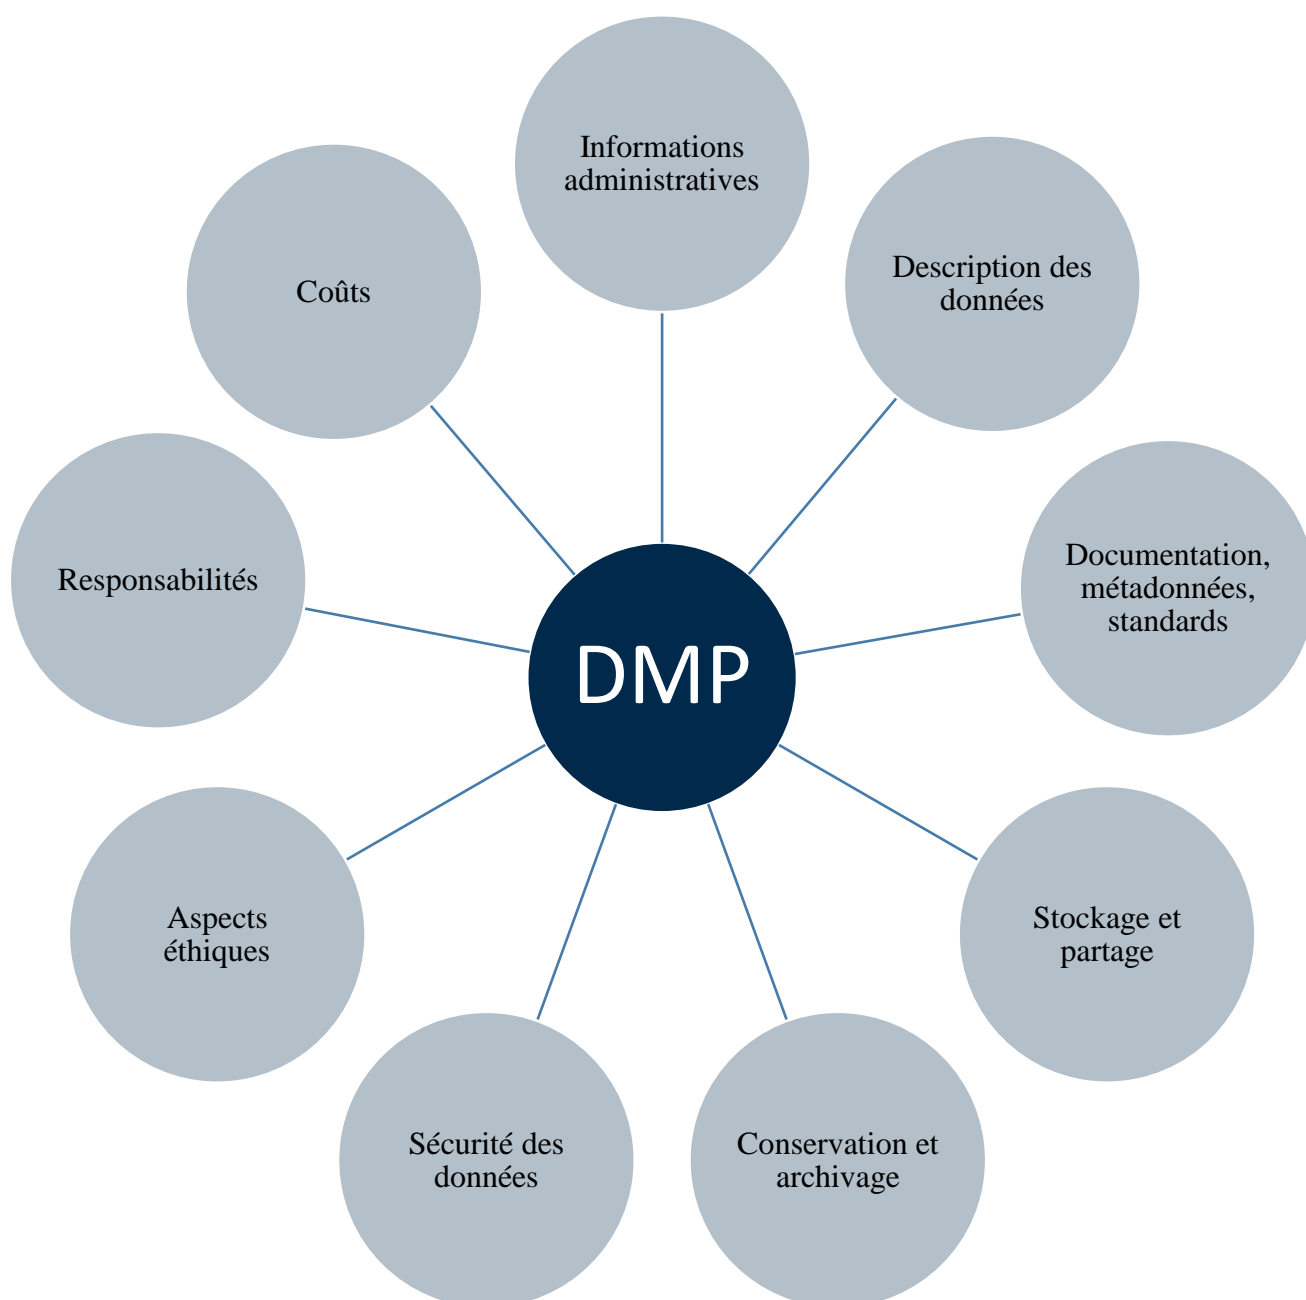 Informations
administratives
Description des
données
Coûts
Documentation,
métadonnées,
standards
Responsabilités
DMP
Stockage et
partage
Aspects
éthiques
Conservation et
archivage
Sécurité des
données